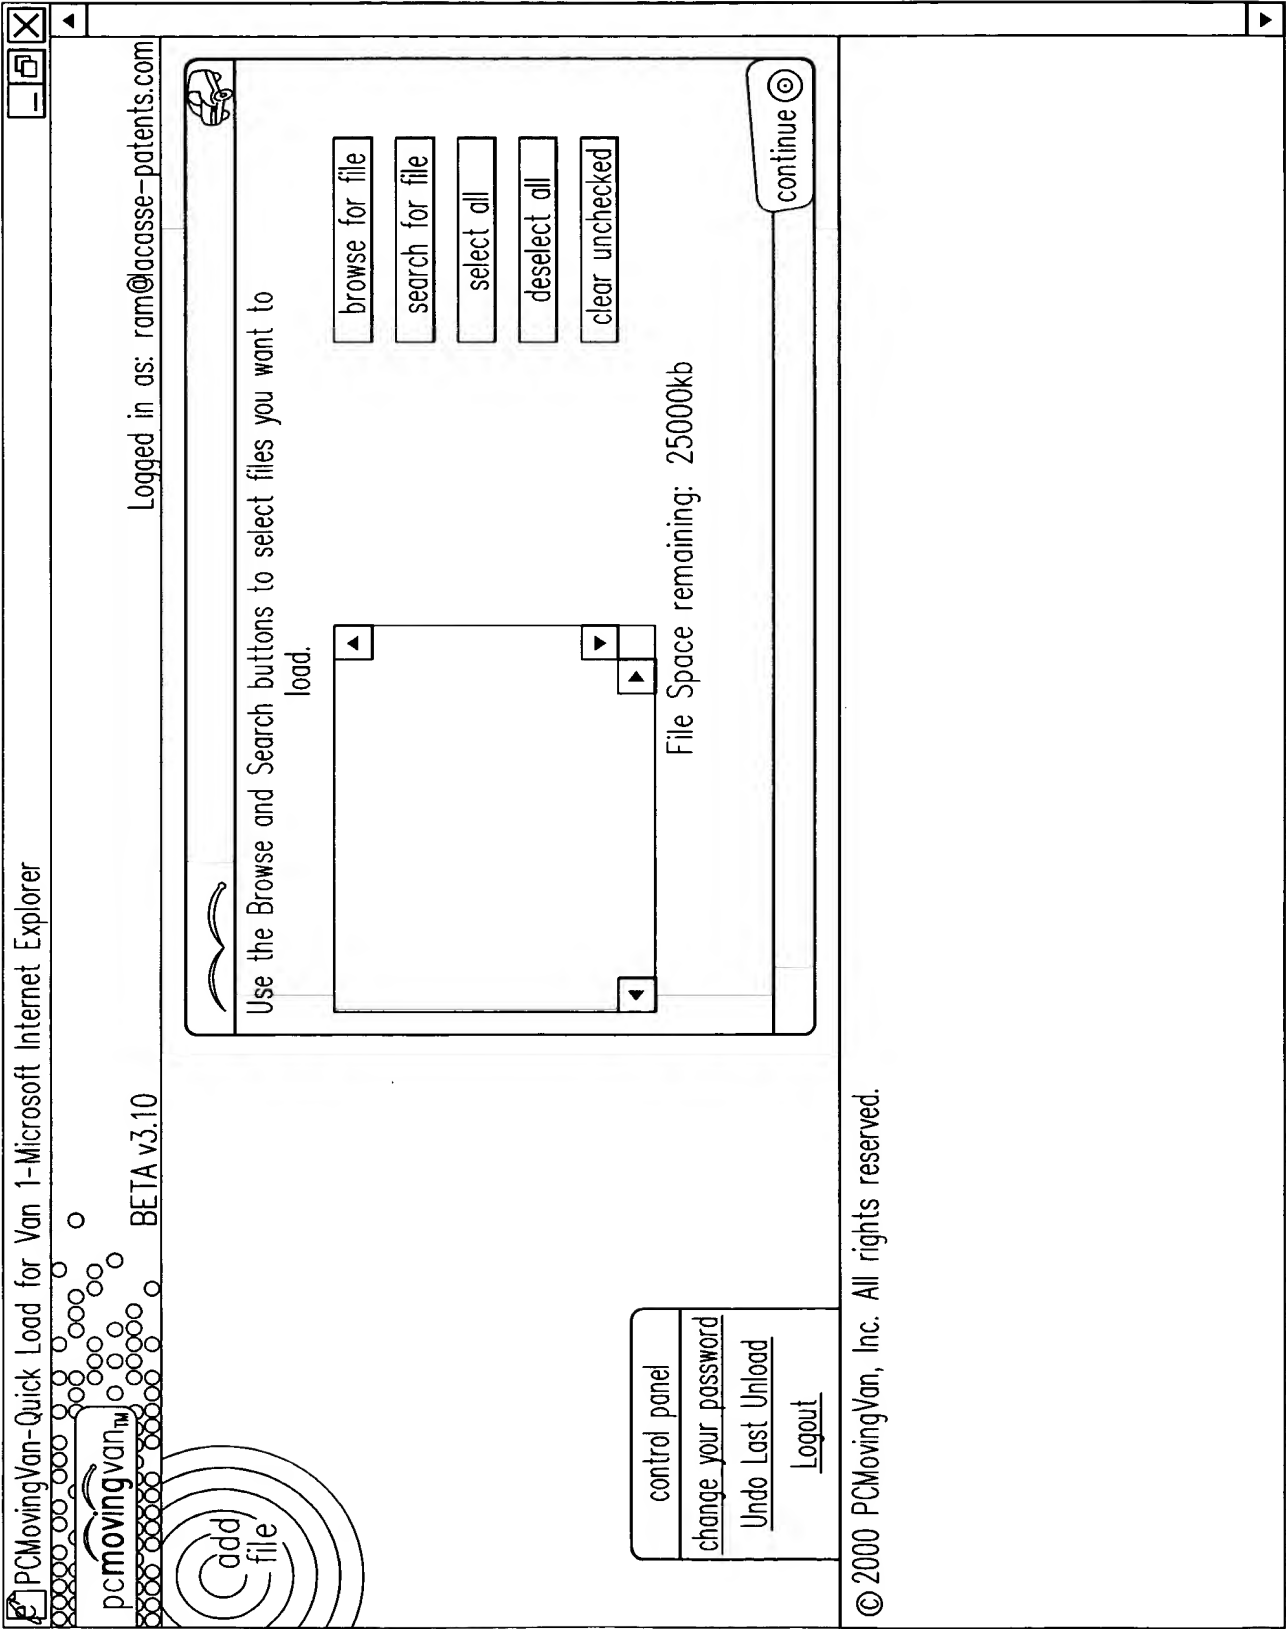 PCMovingVan-Quick Load for Van 1-Microsoft Internet Explorer
pcmovingvan™
BETA v3.10
Logged in as: ram@lacasse-patents.com
add
file
Use the Browse and Search buttons to select files you want to
load.
browse for file
search for file
select all
deselect all
clear unchecked
File Space remaining: 25000kb
continue
control panel
change your password
Undo Last Unload
Logout
© 2000 PCMovingVan, Inc. All rights reserved.